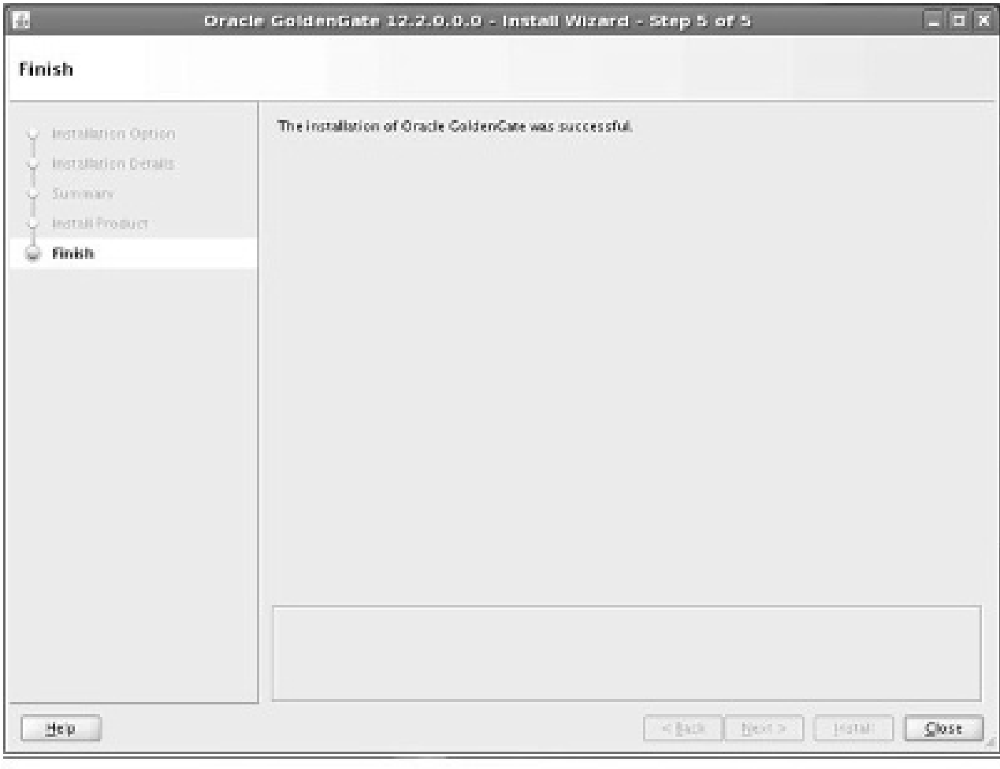 Oracle GoldenGate 12.2.0.0.0 - Install Wizard - Step 5 of 5
Finish
Installation Option
Installation Details
Summary
Install Product
Finish
The installation of Oracle GoldenGate was successful.
Help
< Back
Next >
Install
Close